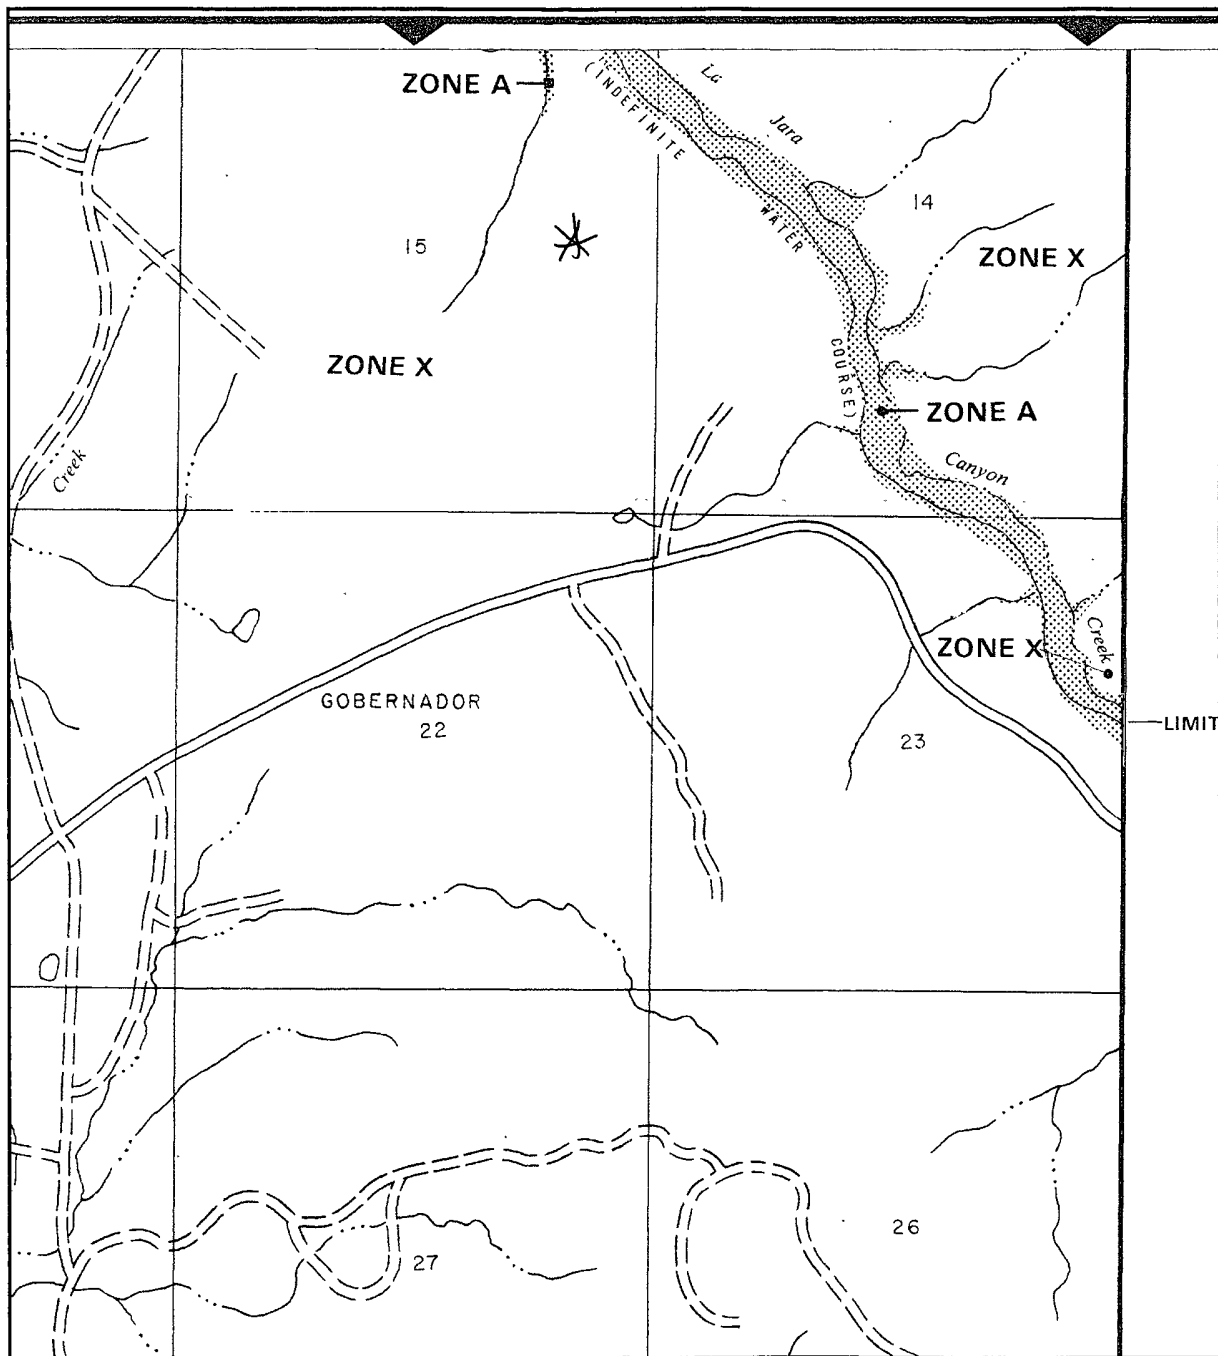 ZONE A
La
Jara
(INDEFINITE
WATER
COURSE)
14
15
ZONE X
ZONE X
ZONE A
Creek
Canyon
Creek
ZONE X
GOBERNADOR
22
23
LIMIT
26
27